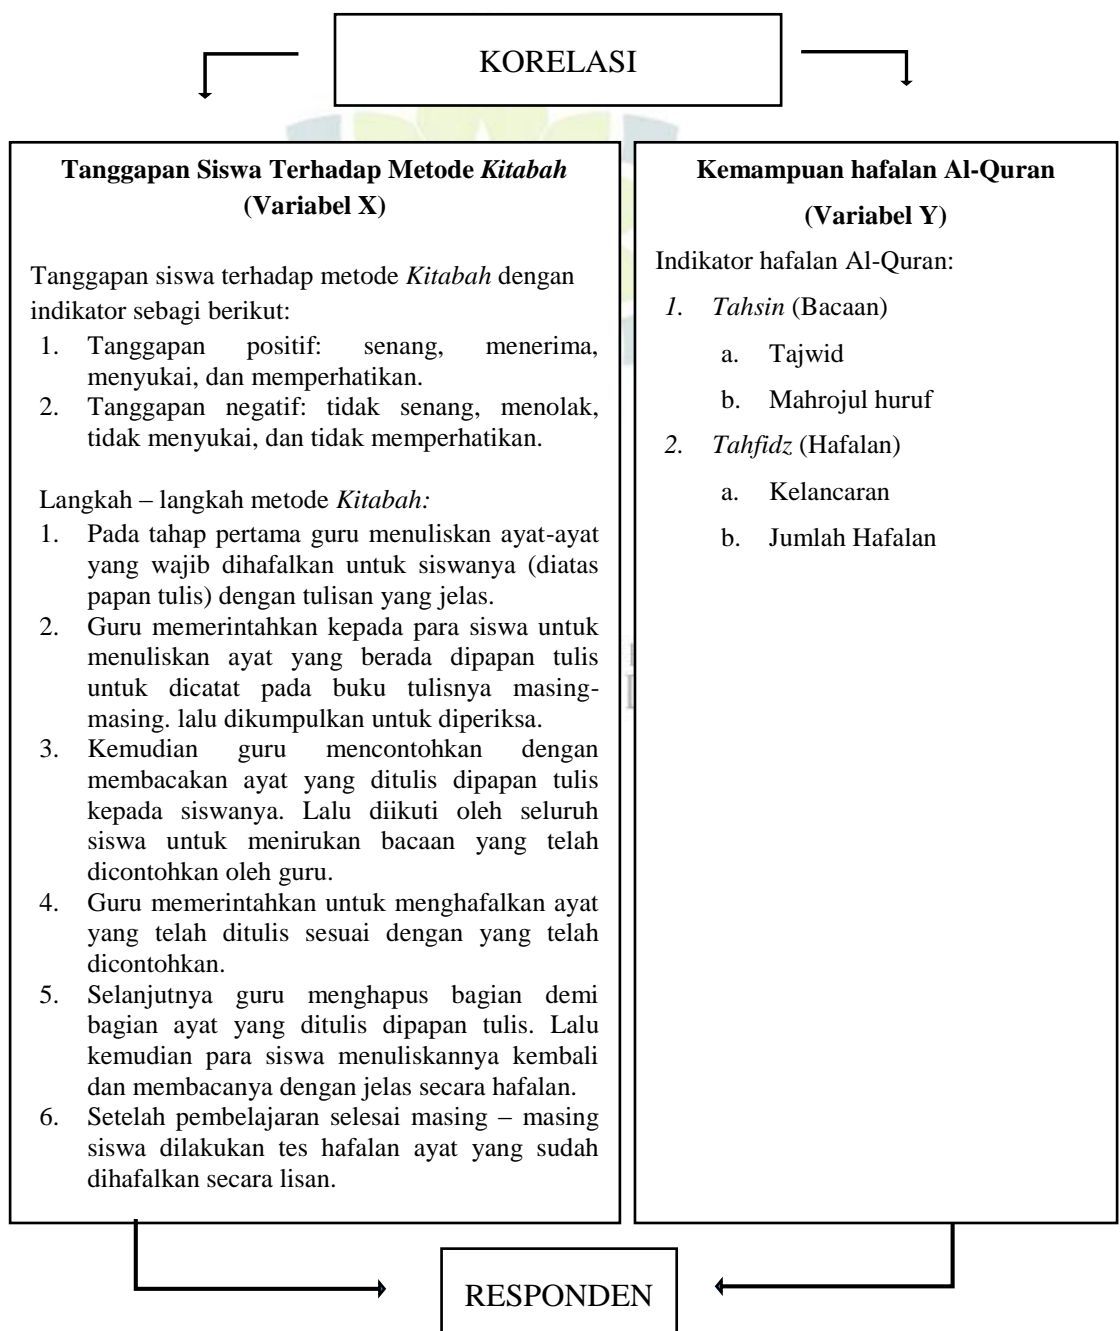 KORELASI
Tanggapan Siswa Terhadap Metode Kitabah
(Variabel X)
Tanggapan siswa terhadap metode Kitabah dengan
indikator sebagi berikut:
1. Tanggapan positif: senang, menerima,
menyukai, dan memperhatikan.
2. Tanggapan negatif: tidak senang, menolak,
tidak menyukai, dan tidak memperhatikan.
Langkah – langkah metode Kitabah:
1. Pada tahap pertama guru menuliskan ayat-ayat
yang wajib dihafalkan untuk siswanya (diatas
papan tulis) dengan tulisan yang jelas.
2. Guru memerintahkan kepada para siswa untuk
menuliskan ayat yang berada dipapan tulis
untuk dicatat pada buku tulisnya masing-
masing. lalu dikumpulkan untuk diperiksa.
3. Kemudian guru mencontohkan dengan
membacakan ayat yang ditulis dipapan tulis
kepada siswanya. Lalu diikuti oleh seluruh
siswa untuk menirukan bacaan yang telah
dicontohkan oleh guru.
4. Guru memerintahkan untuk menghafalkan ayat
yang telah ditulis sesuai dengan yang telah
dicontohkan.
5. Selanjutnya guru menghapus bagian demi
bagian ayat yang ditulis dipapan tulis. Lalu
kemudian para siswa menuliskannya kembali
dan membacanya dengan jelas secara hafalan.
6. Setelah pembelajaran selesai masing – masing
siswa dilakukan tes hafalan ayat yang sudah
dihafalkan secara lisan.
Kemampuan hafalan Al-Quran
(Variabel Y)
Indikator hafalan Al-Quran:
1. Tahsin (Bacaan)
a. Tajwid
b. Mahrojul huruf
2. Tahfidz (Hafalan)
a. Kelancaran
b. Jumlah Hafalan
RESPONDEN